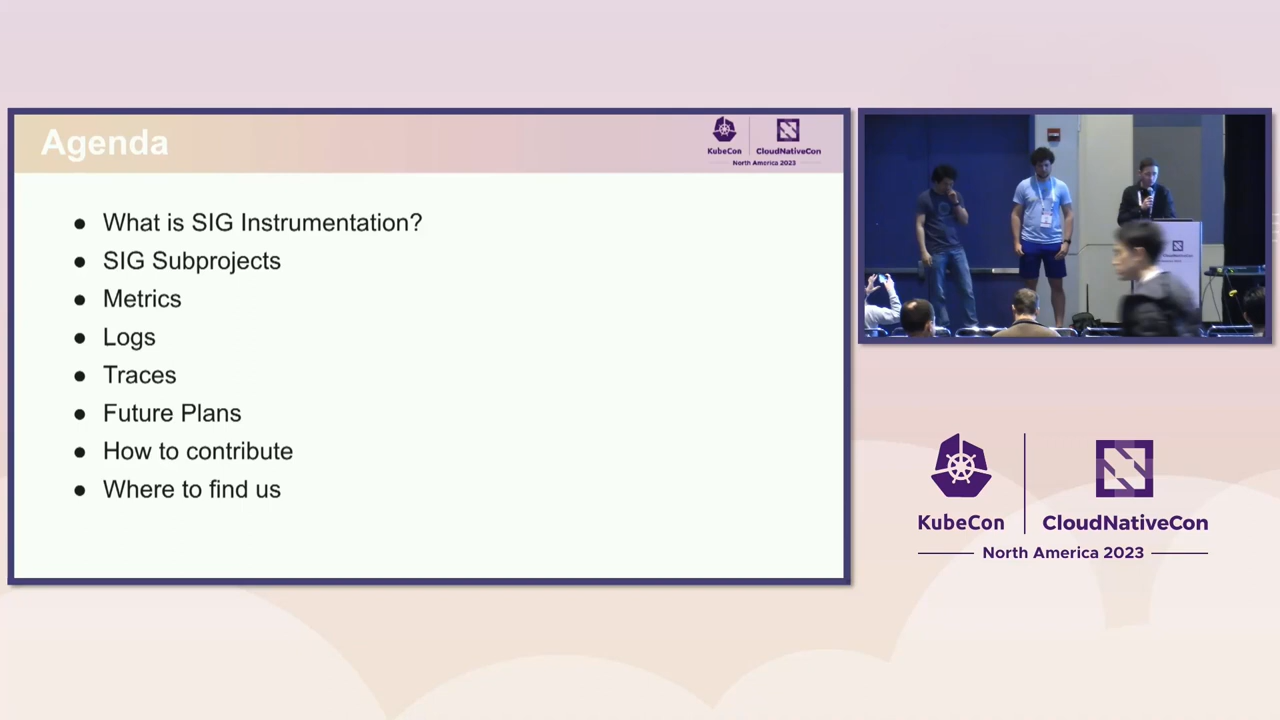 Agenda
KubeCon
CloudNativeCon
North America 2023
What is SIG Instrumentation?
SIG Subprojects
Metrics
Logs
Traces
Future Plans
How to contribute
Where to find us
KubeCon
CloudNativeCon
North America 2023